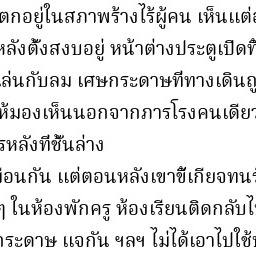 ตกอยู่ในสภาพร้างไร้ผู้คน เห็นแต่
หลังตั้งสงบอยู่ หน้าต่างประตูเปิดทิ้
เล่นกับลม เศษกระดาษที่ทางเดินถู
ให้มองเห็นนอกจากภารโรงคนเดียว
รหลังที่ชั้นล่าง
มือนกัน แต่ตอนหลังเขาขี้เกียจทน
ๆ ในห้องพักครู ห้องเรียนติดกลับไ
กระดาษ แจกัน ฯลฯ ไม่ได้เอาไปใช้